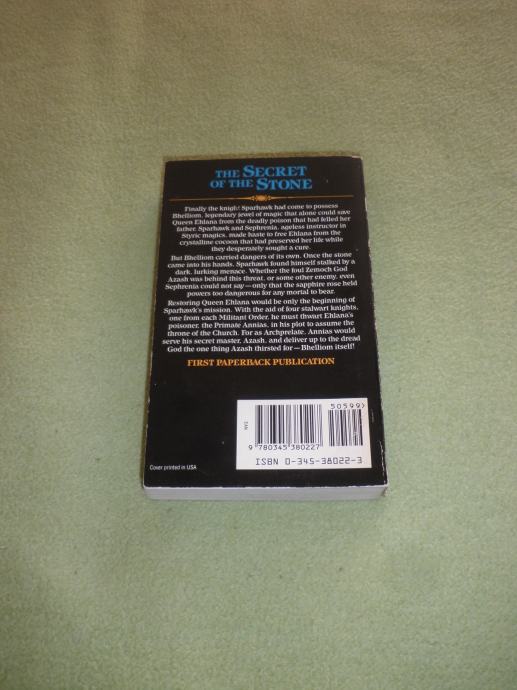 THE SECRET
OF THE STONE
Finally the knight Sparhawk had come to possess
Bhelliom, legendary jewel of magic that alone could save
Queen Ehlana from the deadly poison that had felled her
father. Sparhawk and Sephrenia, ageless instructor in
Styric magics, made haste to free Ehlana from the
crystalline cocoon that had preserved her life while
they desperately sought a cure.
But Bhelliom carried dangers of its own. Once the stone
came into his hands, Sparhawk found himself stalked by a
dark, lurking menace. Whether the foul Zemoch God
Azash was behind this threat, or some other enemy, even
Sephrenia could not say—only that the sapphire rose held
powers too dangerous for any mortal to bear.
Restoring Queen Ehlana would be only the beginning of
Sparhawk's mission. With the aid of four stalwart knights,
one from each Militant Order, he must thwart Ehlana's
poisoner, the Primate Annias, in his plot to assume the
throne of the Church. For as Archprelate, Annias would
serve his secret master, Azash, and deliver up to the dread
God the one thing Azash thirsted for—Bhelliom itself!
FIRST PAPERBACK PUBLICATION
50599
EAN
9 780345 380227
ISBN 0-345-38022-3
Cover printed in USA